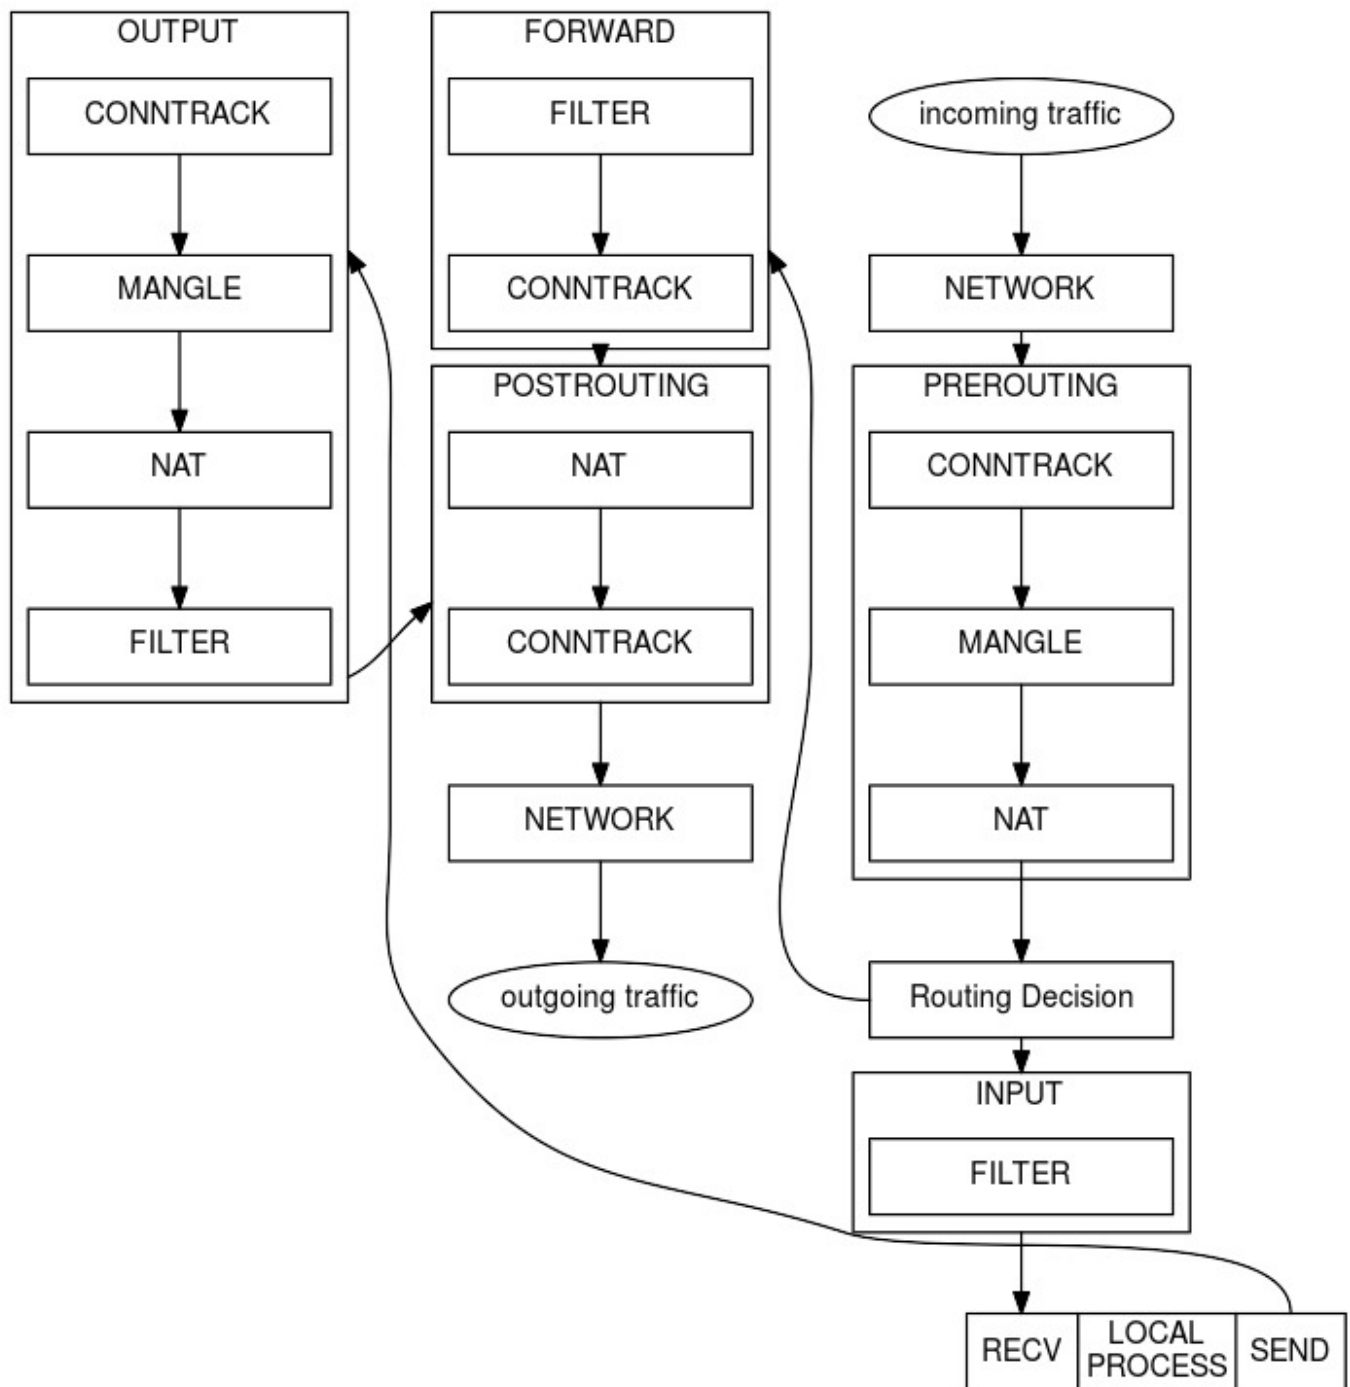 OUTPUT
CONNTRACK
MANGLE
NAT
FILTER
FORWARD
FILTER
CONNTRACK
POSTROUTING
NAT
CONNTRACK
NETWORK
outgoing traffic
incoming traffic
NETWORK
PREROUTING
CONNTRACK
MANGLE
NAT
Routing Decision
INPUT
FILTER
RECV
LOCAL
PROCESS
SEND